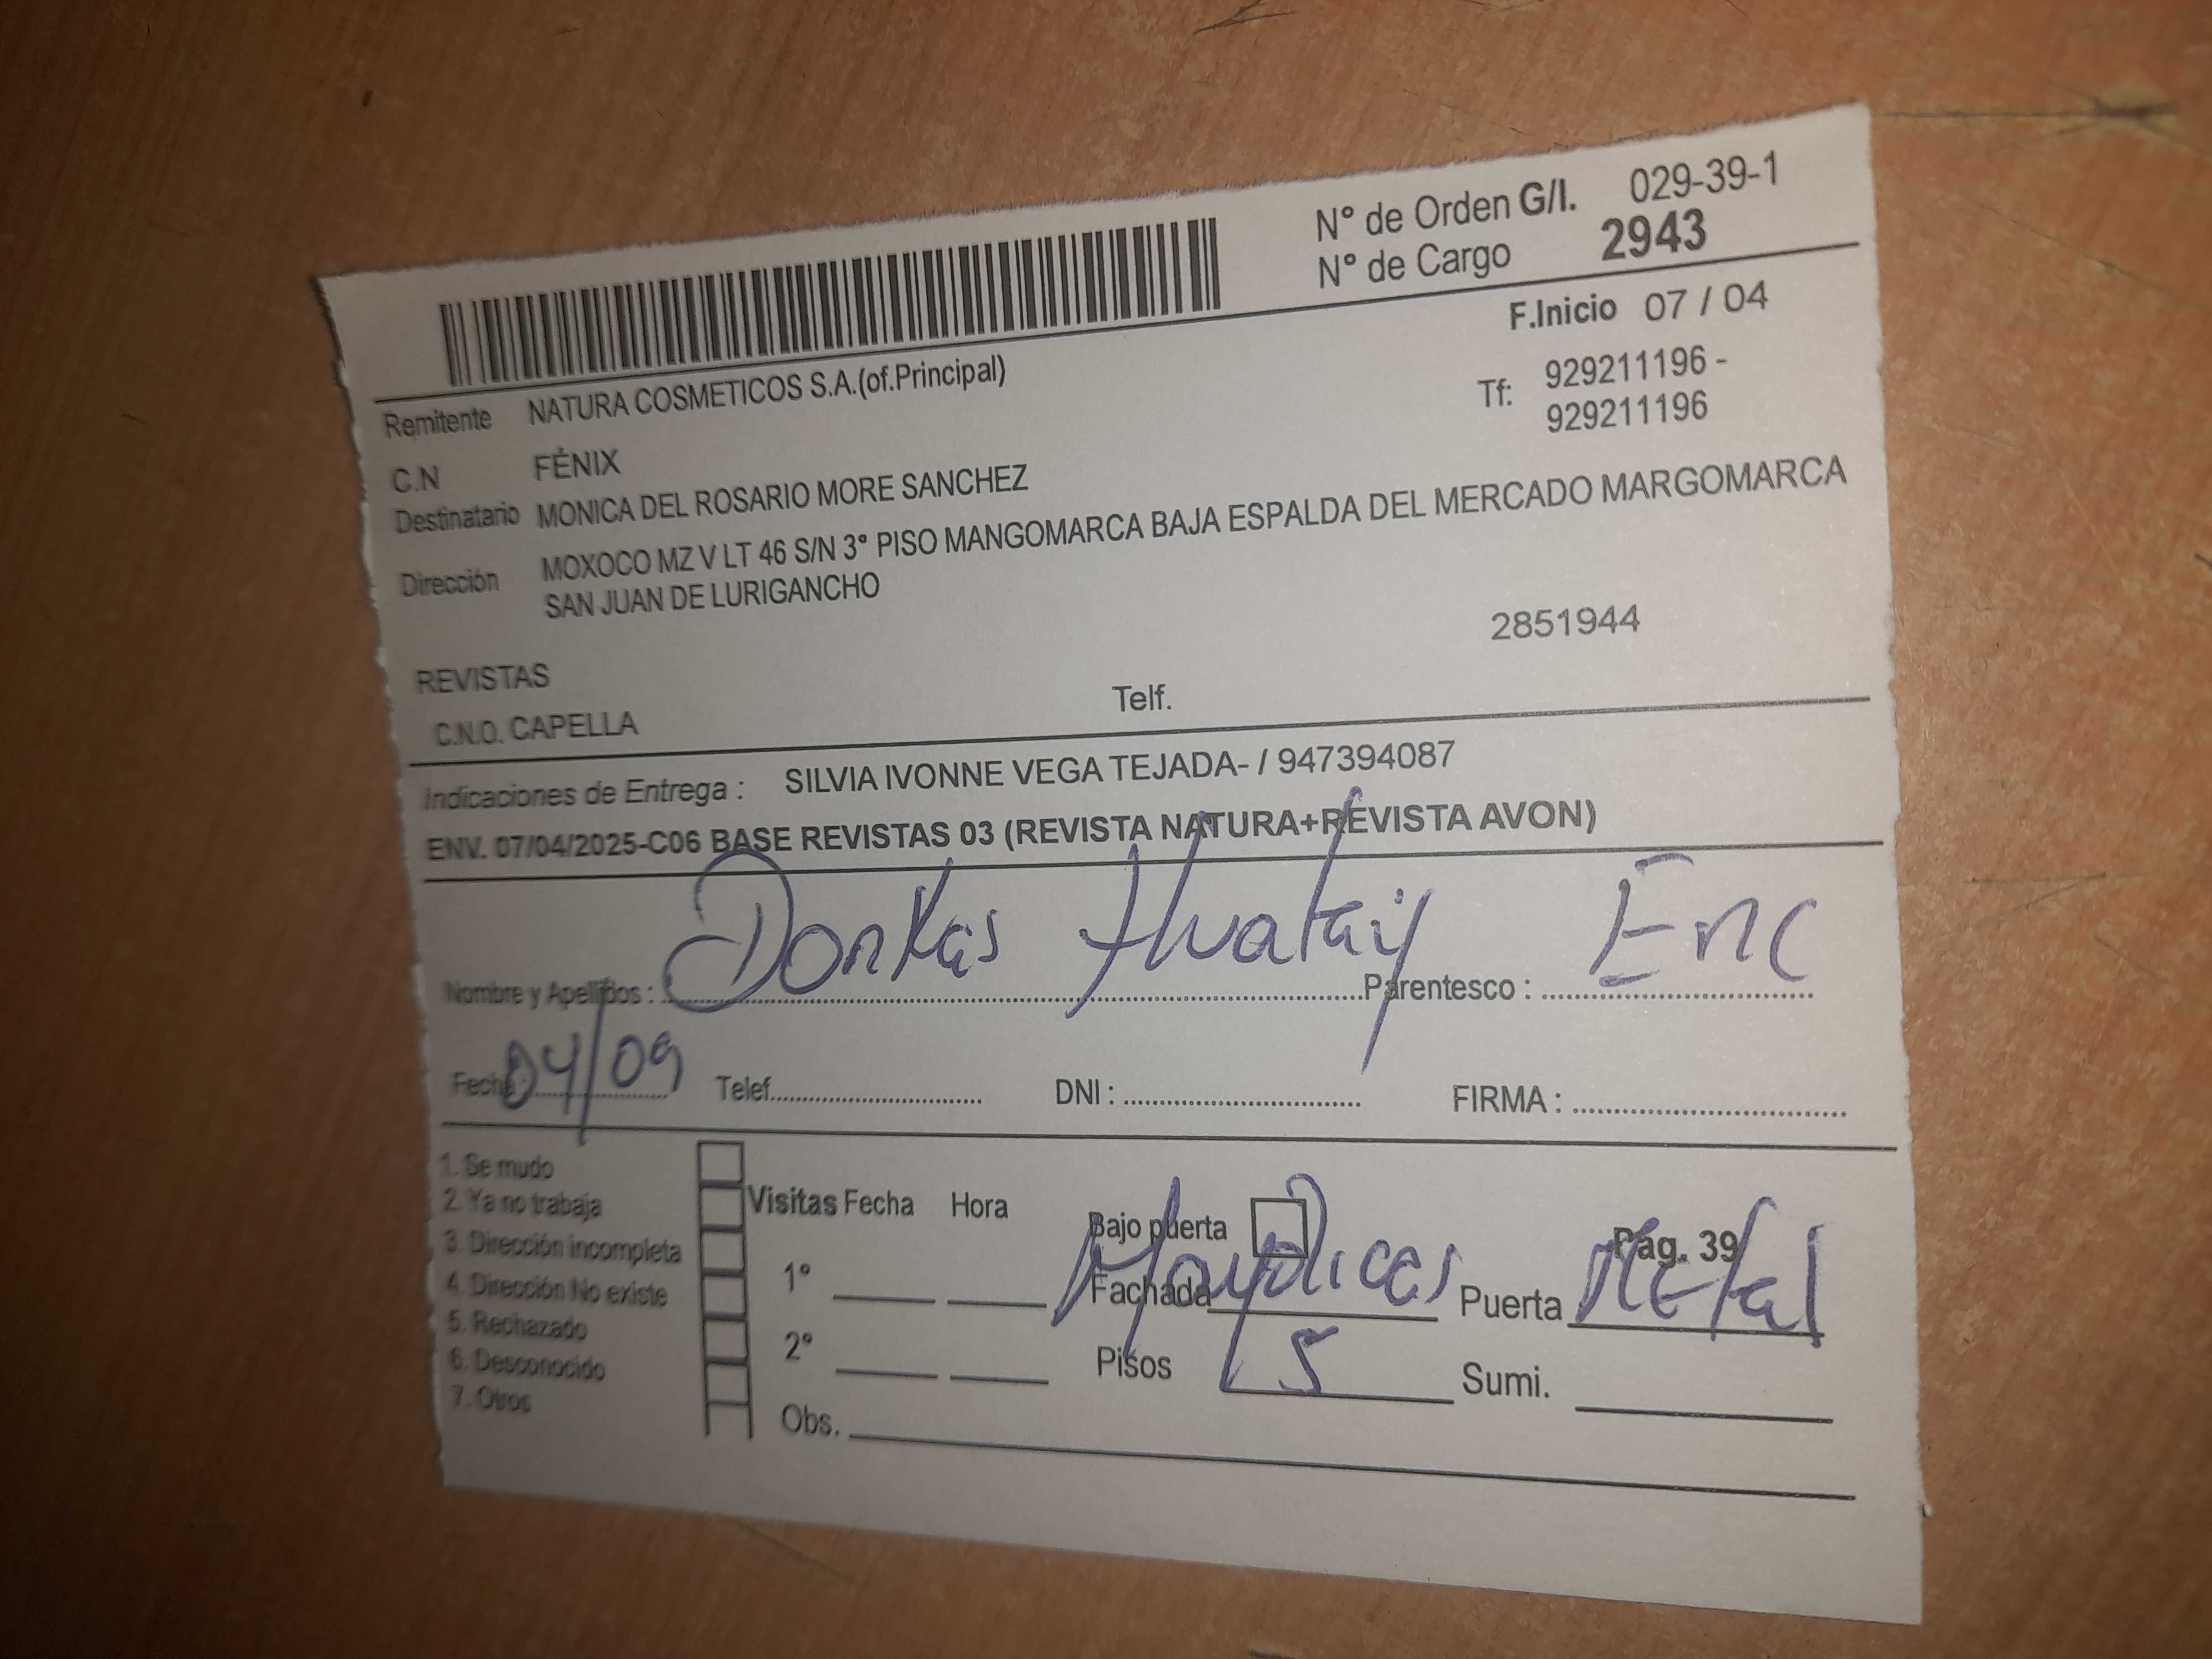 N° de Orden G/I. 029-39-1
N° de Cargo 2943
F.Inicio 07 / 04
Remitente NATURA COSMETICOS S.A.(of.Principal)
Tf: 929211196 -
929211196
C.N FÉNIX
Destinatario MONICA DEL ROSARIO MORE SANCHEZ
Dirección MOXOCO MZ V LT 46 S/N 3° PISO MANGOMARCA BAJA ESPALDA DEL MERCADO MARGOMARCA
SAN JUAN DE LURIGANCHO
2851944
REVISTAS
C.N.O. CAPELLA Telf.
Indicaciones de Entrega : SILVIA IVONNE VEGA TEJADA- / 947394087
ENV. 07/04/2025-C06 BASE REVISTAS 03 (REVISTA NATURA+REVISTA AVON)
Nombre y Apellidos : Parentesco : Enc
Fecha : 04/09 Telef. DNI : FIRMA :
1. Se mudo
2. Ya no trabaja
3. Dirección incompleta
4. Dirección No existe
5. Rechazado
6. Desconocido
7. Otros
Visitas Fecha Hora
1°
2°
Obs.
Bajo puerta Pág. 39
Fachada Puerta Metal
Pisos 5 Sumi.